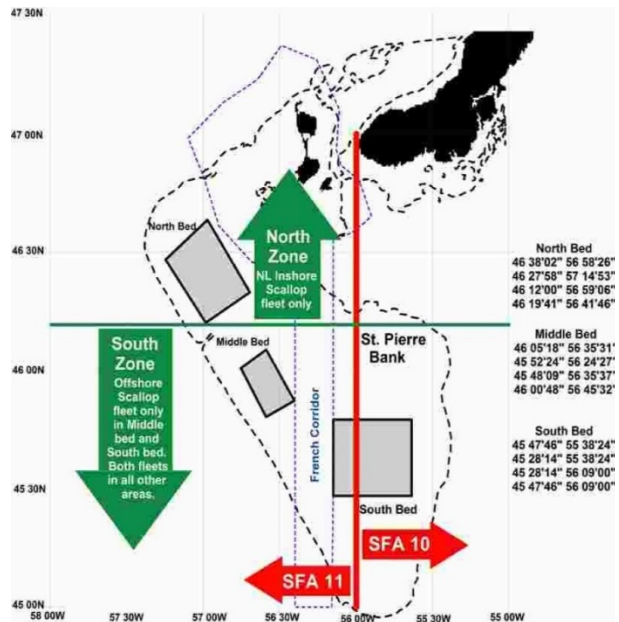 47 30N
47 00N
46 30N
46 00N
45 30N
45 00N
58 00W
57 30W
57 00W
56 30W
56 00W
55 30W
55 00W
North Bed
North
Zone
NL Inshore
Scallop
fleet only
South
Zone
Offshore
Scallop
fleet only
in Middle
bed and
South bed.
Both fleets
in all other
areas.
Middle Bed
St. Pierre
Bank
French Corridor
South Bed
SFA 10
SFA 11
North Bed
46 38'02" 56 58'26"
46 27'58" 57 14'53"
46 12'00" 56 59'06"
46 19'41" 56 41'46"
Middle Bed
46 05'18" 56 35'31"
45 52'24" 56 24'27"
45 48'09" 56 35'37"
46 00'48" 56 45'32"
South Bed
45 47'46" 55 38'24"
45 28'14" 55 38'24"
45 28'14" 56 09'00"
45 47'46" 56 09'00"